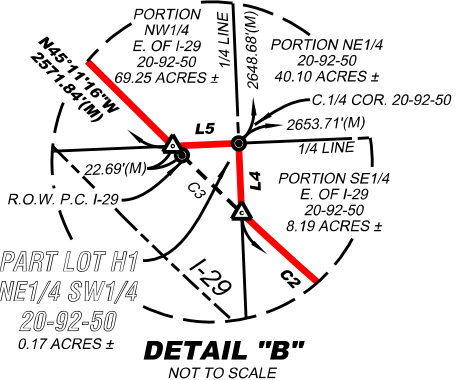 PORTION
NW1/4
E. OF I-29
20-92-50
69.25 ACRES ±
1/4 LINE
2648.68'(M)
PORTION NE1/4
20-92-50
40.10 ACRES ±
N45°11'16"W
2571.84'(M)
C.1/4 COR. 20-92-50
L5
2653.71'(M)
1/4 LINE
22.69'(M)
C3
L4
R.O.W. P.C. I-29
PORTION SE1/4
E. OF I-29
20-92-50
8.19 ACRES ±
C
C
PART LOT H1
NE1/4 SW1/4
20-92-50
0.17 ACRES ±
I-29
C2
DETAIL "B"
NOT TO SCALE